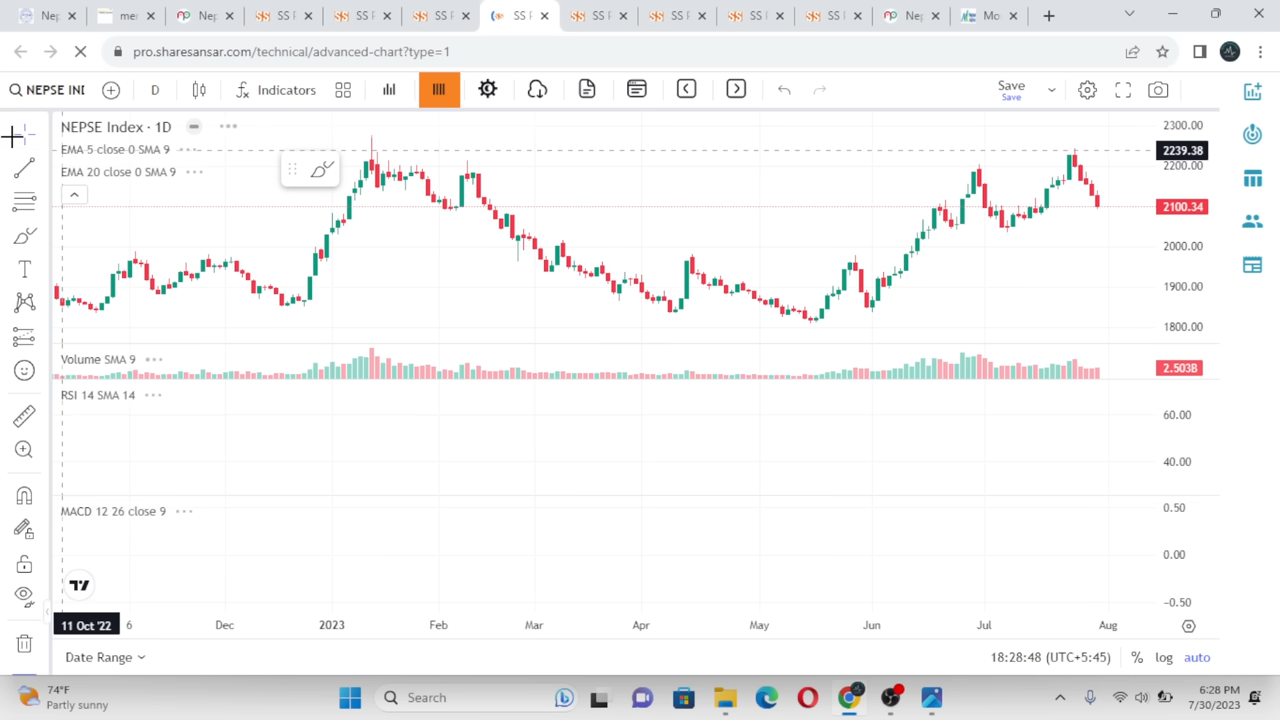 Nep
mer
Nep
SS F
SS F
SS F
SS F
SS F
SS F
SS F
SS F
Nep
Mo
pro.sharesansar.com/technical/advanced-chart?type=1
NEPSE INI
D
Indicators
Save
Save
NEPSE Index · 1D
EMA 5 close 0 SMA 9
EMA 20 close 0 SMA 9
2300.00
2239.38
2200.00
2100.34
2000.00
1900.00
1800.00
Volume SMA 9
2.503B
RSI 14 SMA 14
60.00
40.00
MACD 12 26 close 9
0.50
0.00
−0.50
11 Oct '22
6
Dec
2023
Feb
Mar
Apr
May
Jun
Jul
Aug
Date Range
18:28:48 (UTC+5:45)
%
log
auto
74°F
Partly sunny
Search
6:28 PM
7/30/2023